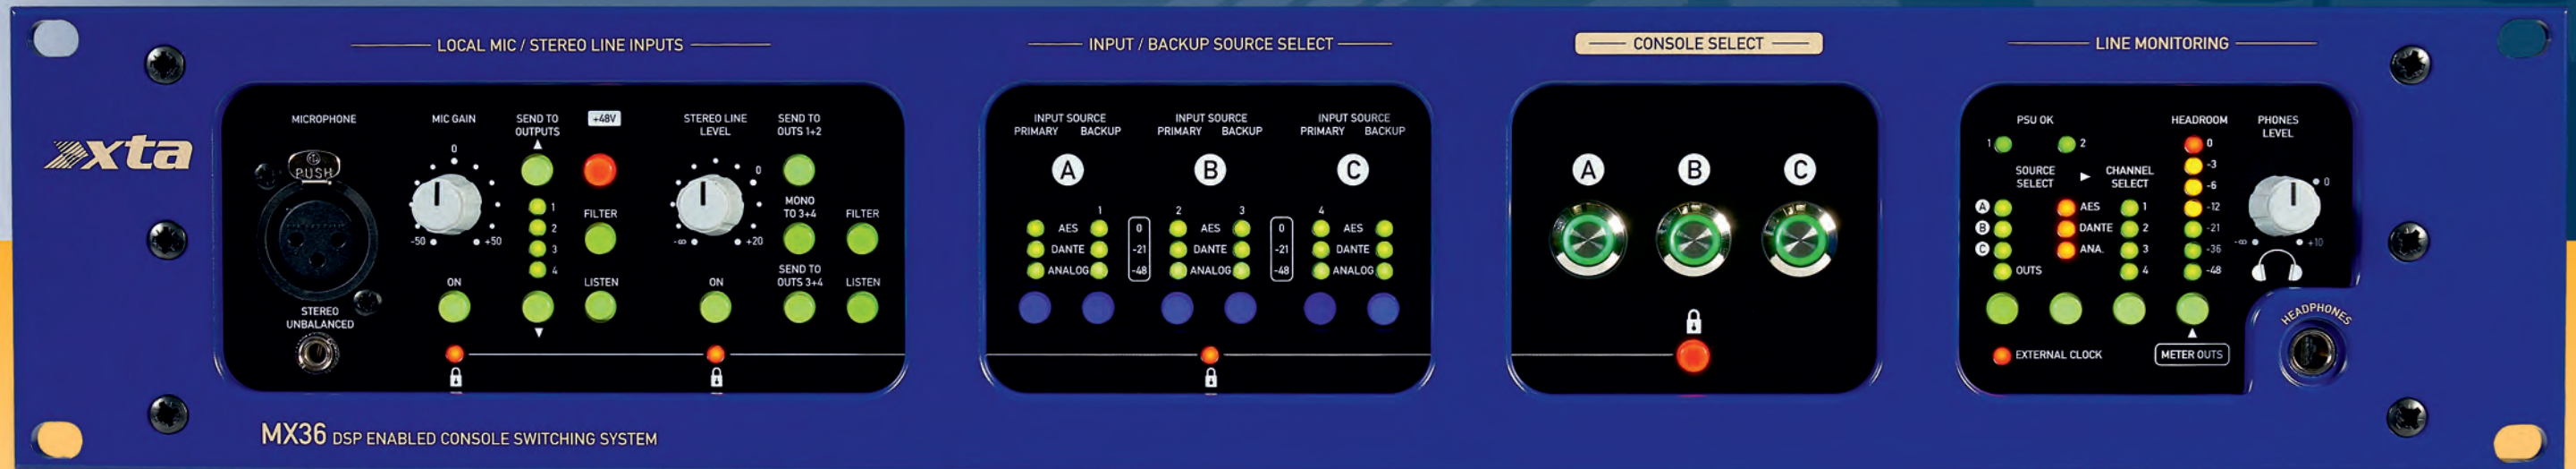 LOCAL MIC / STEREO LINE INPUTS
INPUT / BACKUP SOURCE SELECT
CONSOLE SELECT
LINE MONITORING
xta
MICROPHONE
PUSH
STEREO
UNBALANCED
MIC GAIN
0
-50
+50
ON
SEND TO
OUTPUTS
1
2
3
4
+48V
FILTER
LISTEN
STEREO LINE
LEVEL
0
-∞
+20
ON
SEND TO
OUTS 1+2
MONO
TO 3+4
SEND TO
OUTS 3+4
FILTER
LISTEN
INPUT SOURCE
PRIMARY BACKUP
A
INPUT SOURCE
PRIMARY BACKUP
B
INPUT SOURCE
PRIMARY BACKUP
C
1
2
3
4
AES
DANTE
ANALOG
0
-21
-48
AES
DANTE
ANALOG
0
-21
-48
AES
DANTE
ANALOG
A
B
C
PSU OK
1
2
SOURCE
SELECT
CHANNEL
SELECT
A
B
C
OUTS
AES
DANTE
ANA.
1
2
3
4
HEADROOM
0
-3
-6
-12
-21
-36
-48
PHONES
LEVEL
0
-∞
+10
EXTERNAL CLOCK
METER OUTS
HEADPHONES
MX36 DSP ENABLED CONSOLE SWITCHING SYSTEM